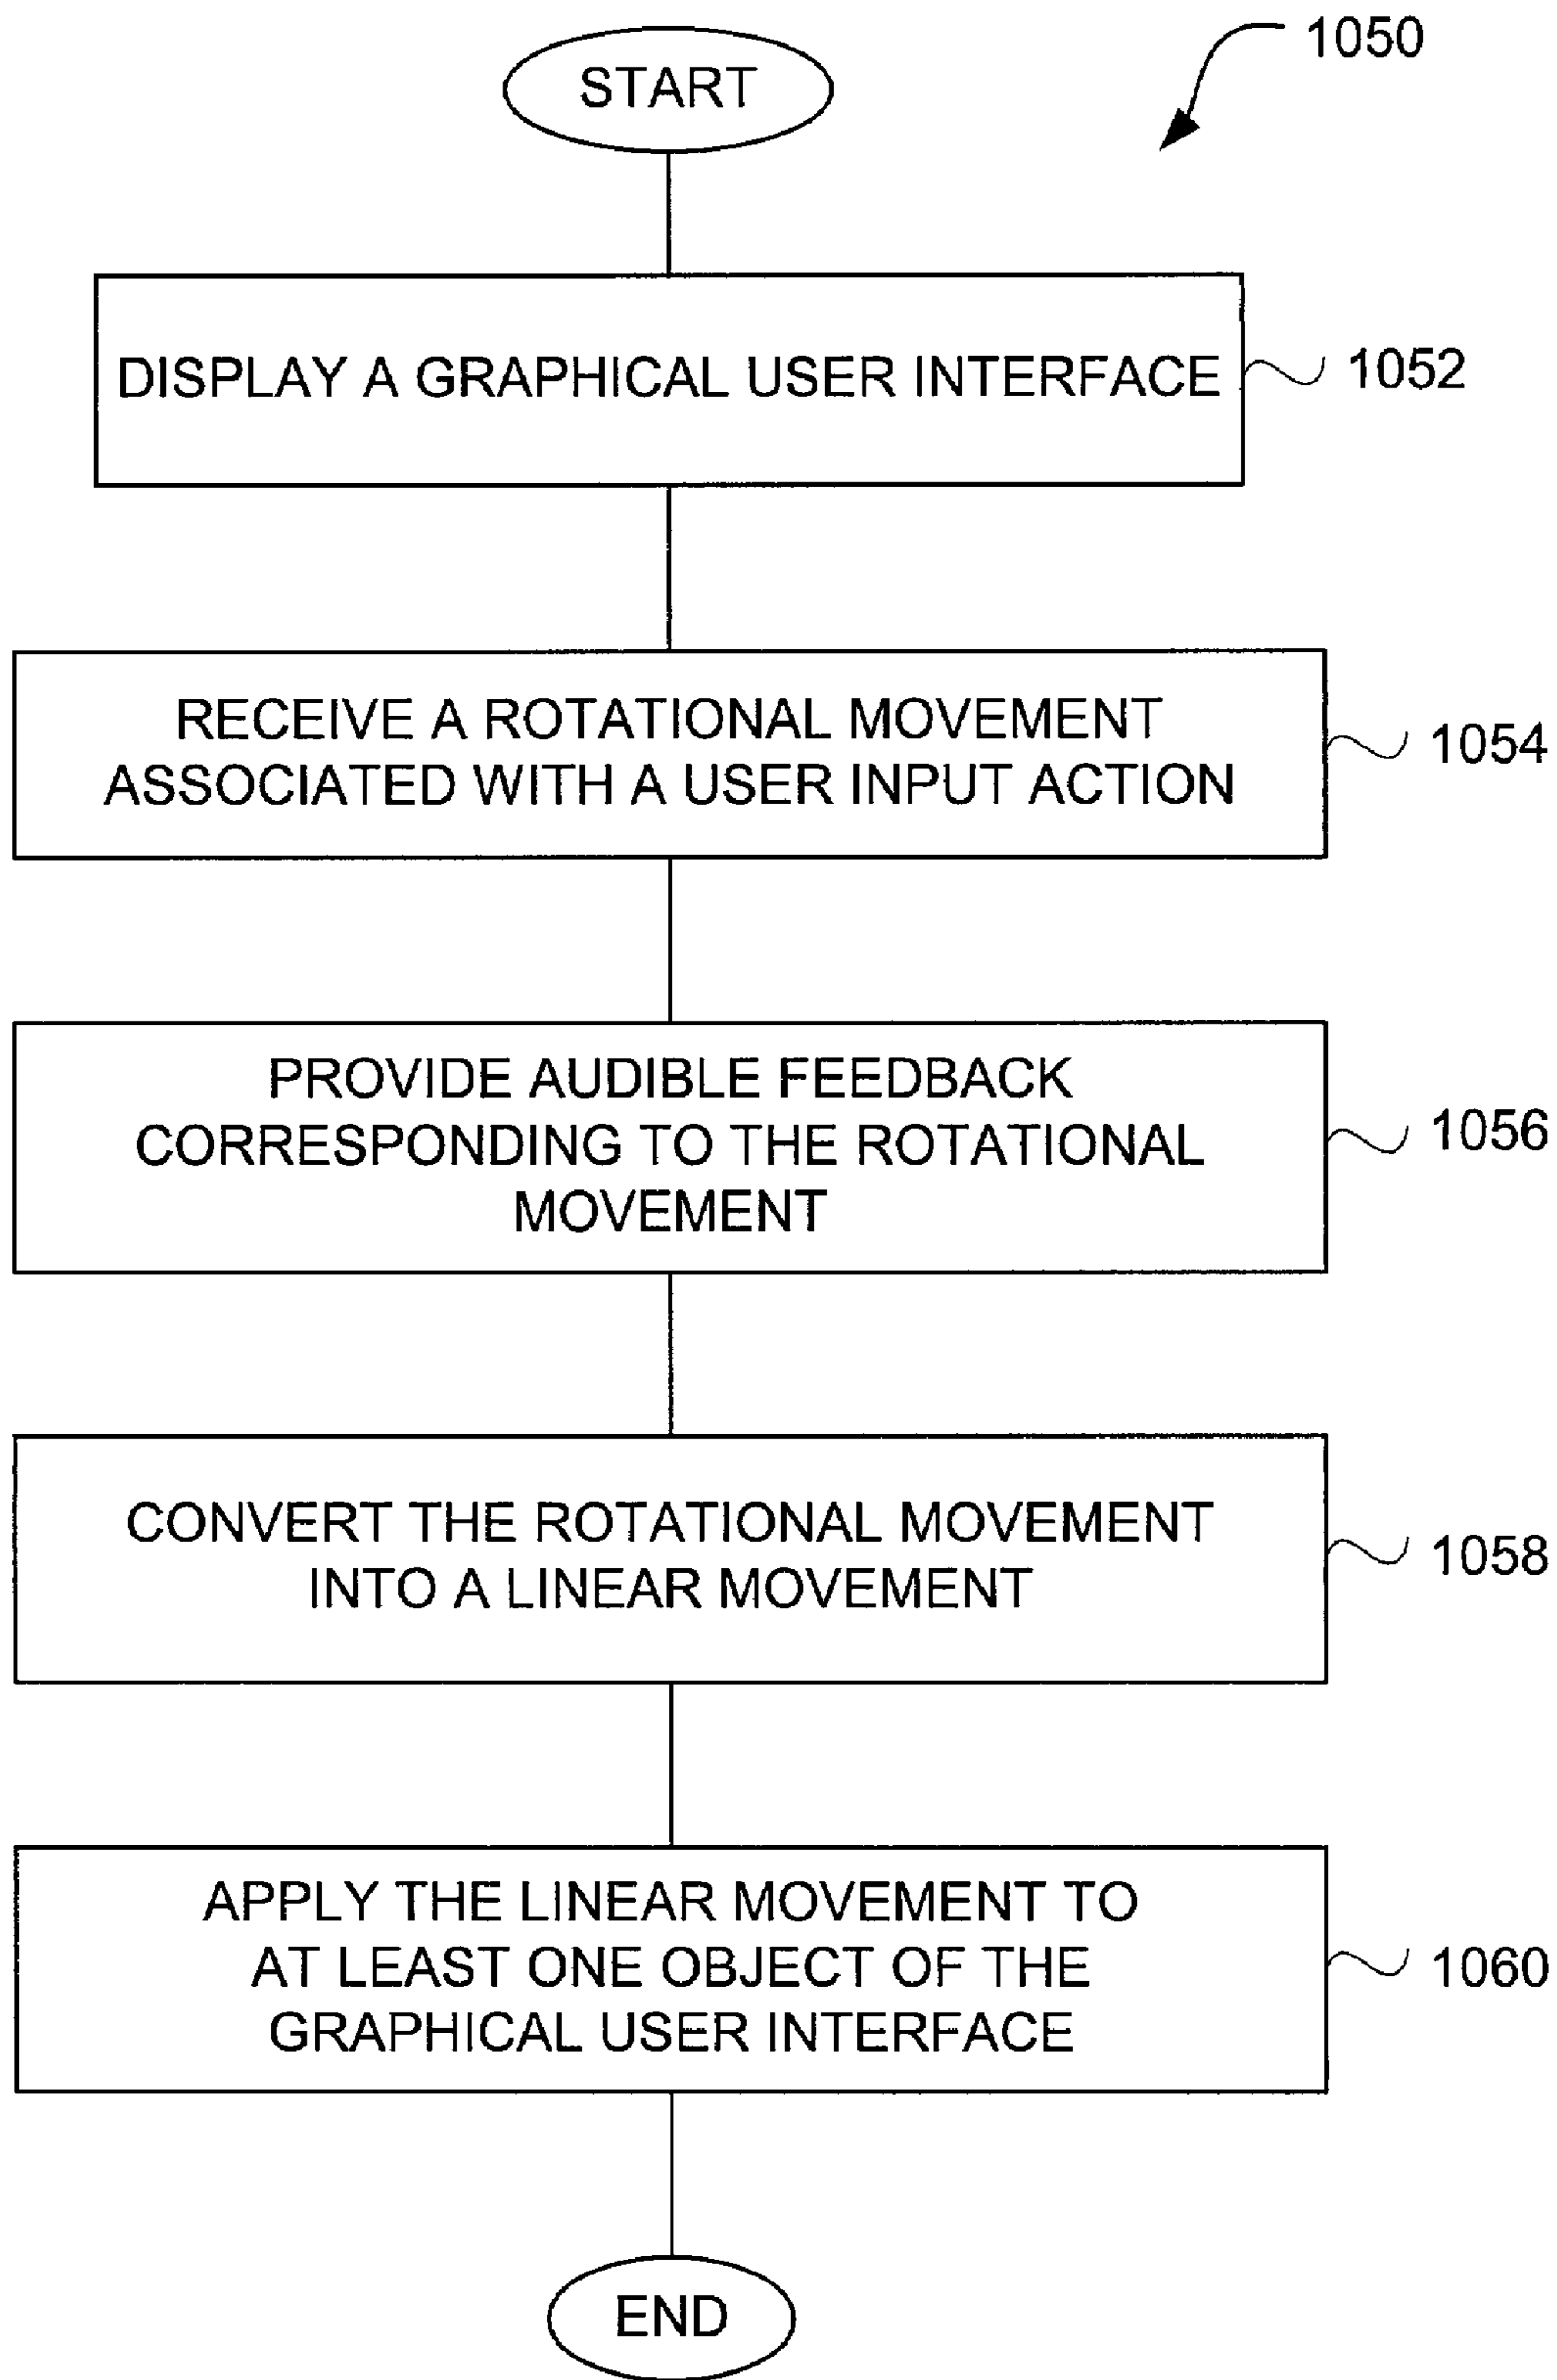 1050
START
DISPLAY A GRAPHICAL USER INTERFACE
1052
RECEIVE A ROTATIONAL MOVEMENT
ASSOCIATED WITH A USER INPUT ACTION
1054
PROVIDE AUDIBLE FEEDBACK
CORRESPONDING TO THE ROTATIONAL
MOVEMENT
1056
CONVERT THE ROTATIONAL MOVEMENT
INTO A LINEAR MOVEMENT
1058
APPLY THE LINEAR MOVEMENT TO
AT LEAST ONE OBJECT OF THE
GRAPHICAL USER INTERFACE
1060
END